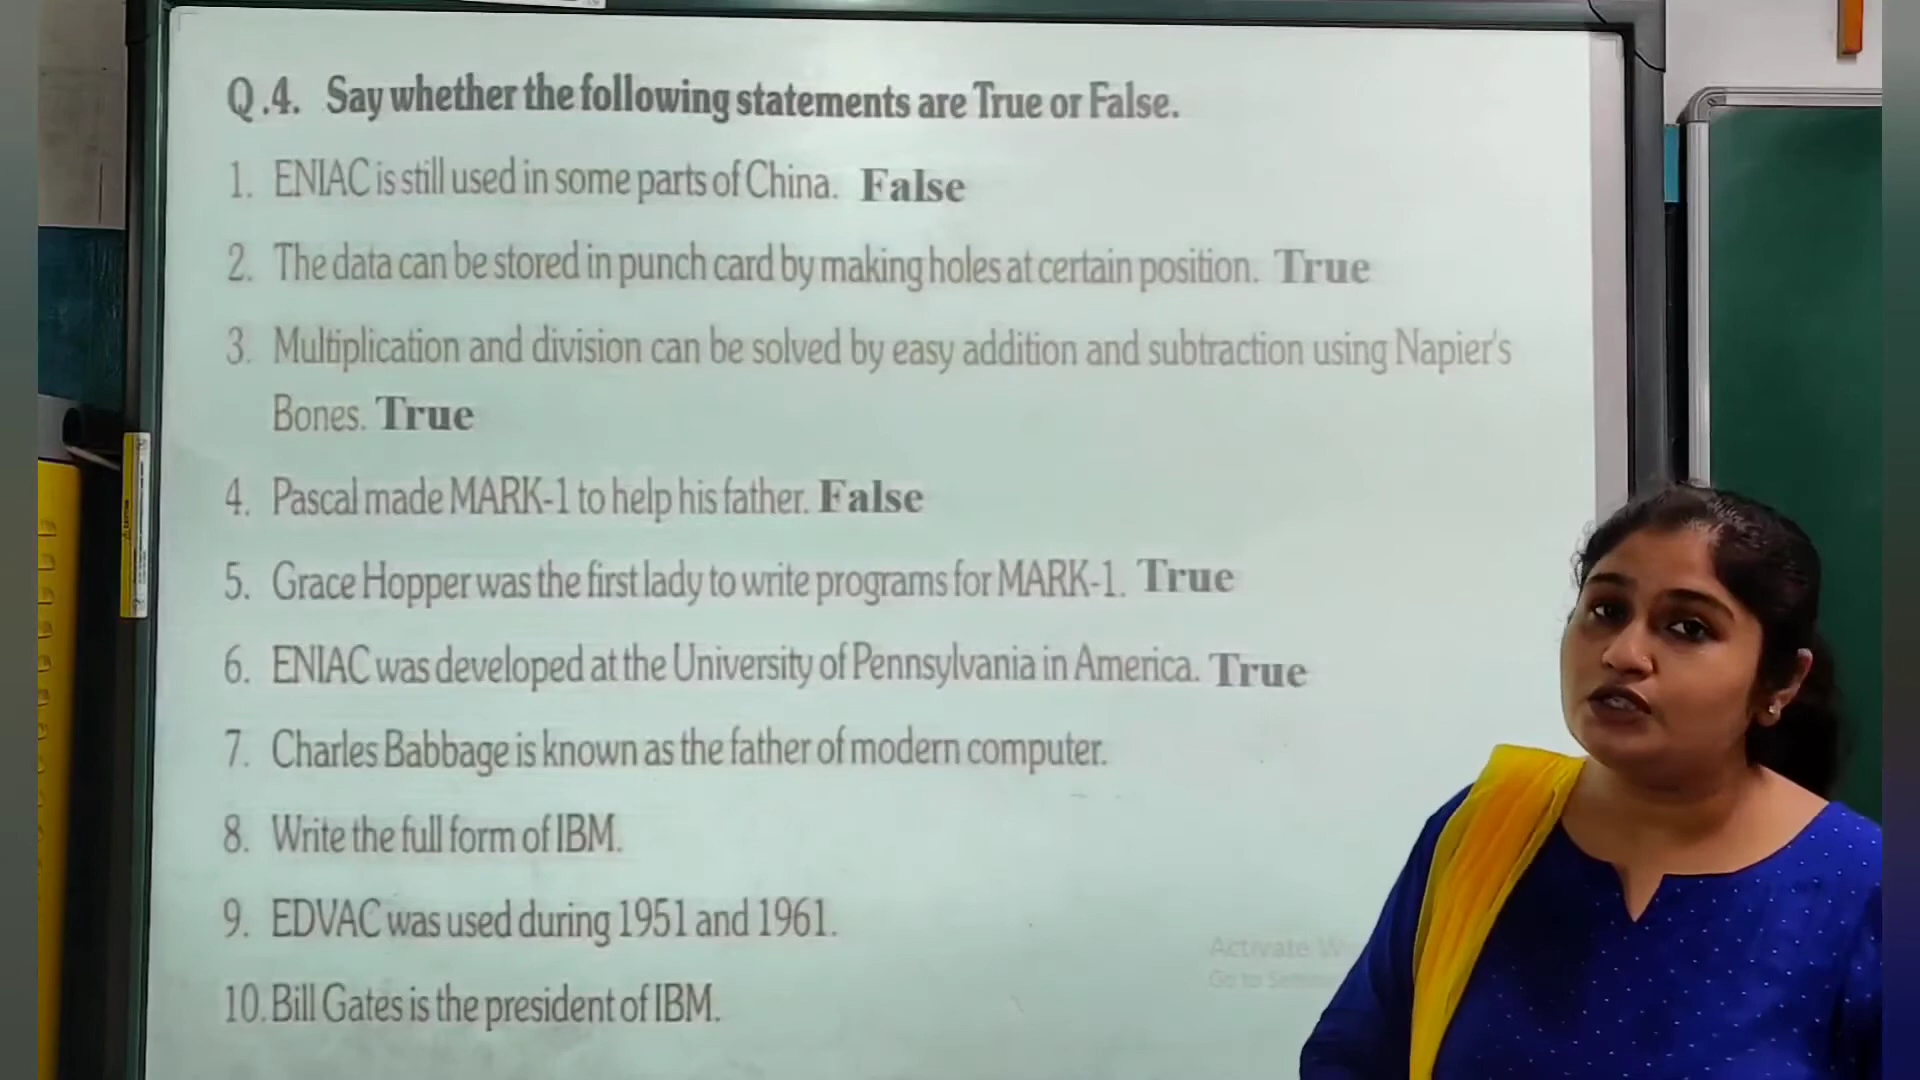 Q.4. Say whether the following statements are True or False.
1. ENIAC is still used in some parts of China. False
2. The data can be stored in punch card by making holes at certain position. True
3. Multiplication and division can be solved by easy addition and subtraction using Napier's
Bones. True
4. Pascal made MARK-1 to help his father. False
5. Grace Hopper was the first lady to write programs for MARK-1. True
6. ENIAC was developed at the University of Pennsylvania in America. True
7. Charles Babbage is known as the father of modern computer.
8. Write the full form of IBM.
9. EDVAC was used during 1951 and 1961.
10. Bill Gates is the president of IBM.
Activate
Go to